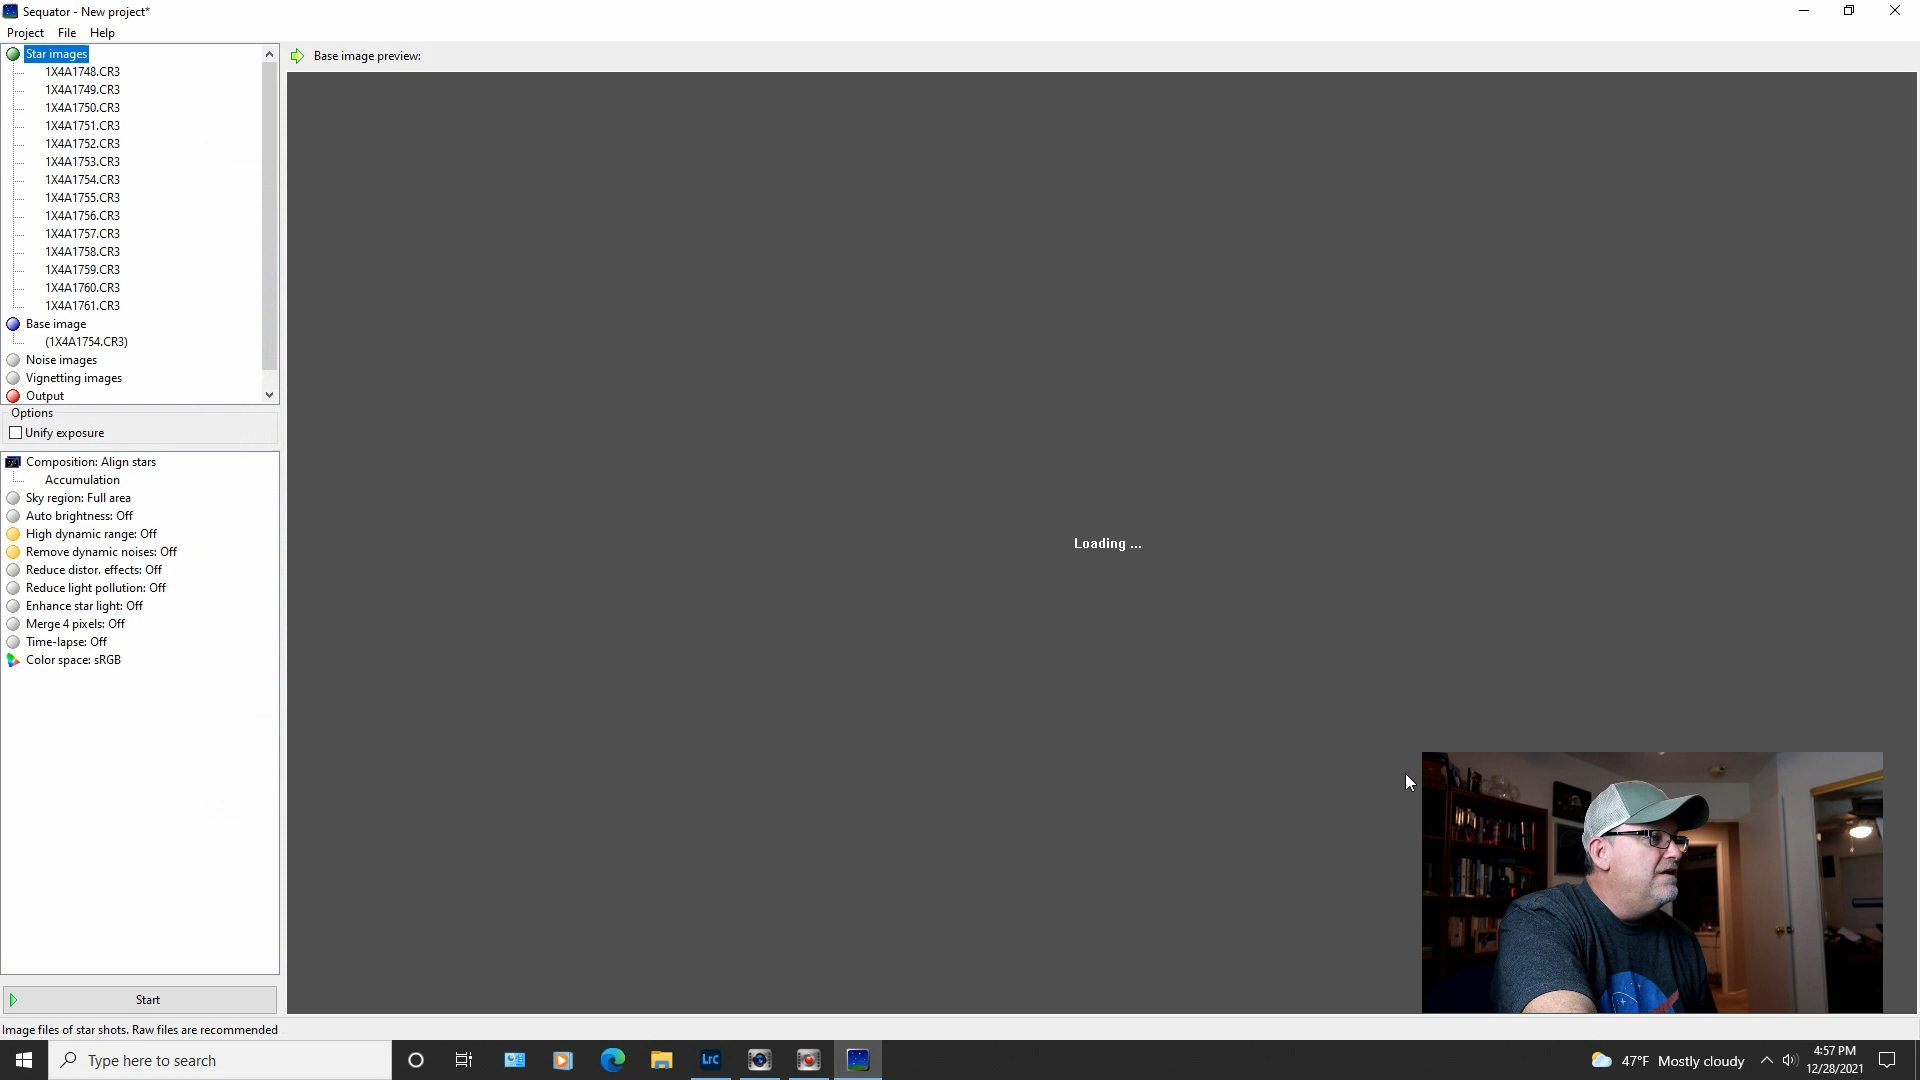 Sequator - New project*
Project File Help
Star images
1X4A1748.CR3
1X4A1749.CR3
1X4A1750.CR3
1X4A1751.CR3
1X4A1752.CR3
1X4A1753.CR3
1X4A1754.CR3
1X4A1755.CR3
1X4A1756.CR3
1X4A1757.CR3
1X4A1758.CR3
1X4A1759.CR3
1X4A1760.CR3
1X4A1761.CR3
Base image
(1X4A1754.CR3)
Noise images
Vignetting images
Output
Options
Unify exposure
Composition: Align stars
Accumulation
Sky region: Full area
Auto brightness: Off
High dynamic range: Off
Remove dynamic noises: Off
Reduce distor. effects: Off
Reduce light pollution: Off
Enhance star light: Off
Merge 4 pixels: Off
Time-lapse: Off
Color space: sRGB
Start
Image files of star shots. Raw files are recommended
Base image preview:
Loading ...
Type here to search
Lrc
47°F Mostly cloudy
4:57 PM
12/28/2021